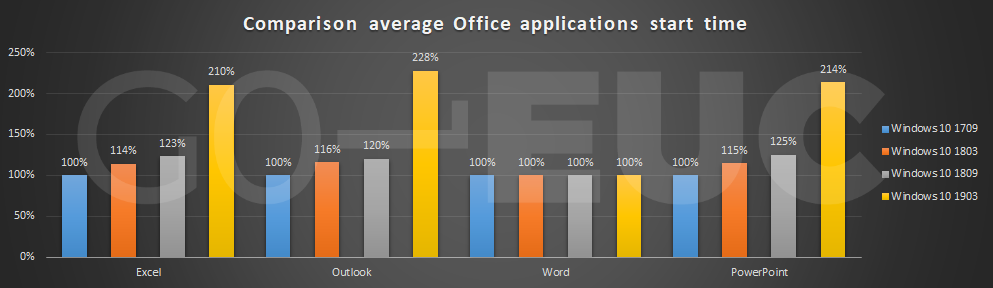 Comparison average Office applications start time
250%
200%
150%
100%
50%
0%
100%
114%
123%
210%
100%
116%
120%
228%
100%
100%
100%
100%
100%
115%
125%
214%
Excel
Outlook
Word
PowerPoint
Windows 10 1709
Windows 10 1803
Windows 10 1809
Windows 10 1903
GO-EUC